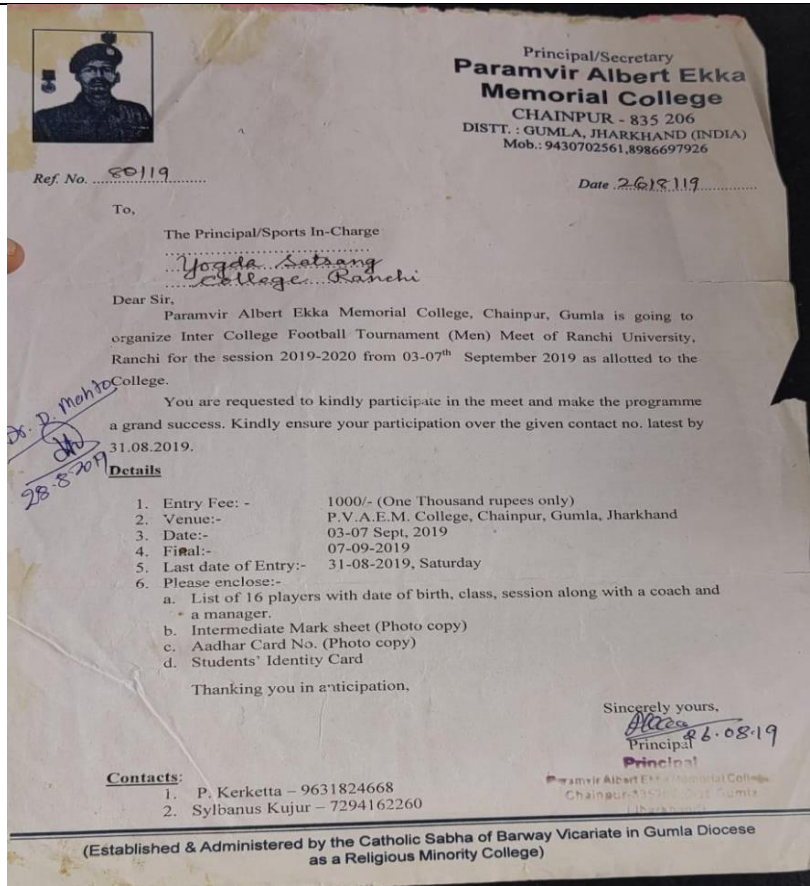 Principal/Secretary
Paramvir Albert Ekka
Memorial College
CHAINPUR - 835 206
DISTT. : GUMLA, JHARKHAND (INDIA)
Mob.: 9430702561,8986697926
Ref. No. 80/19
Date 26/8/19
To,
The Principal/Sports In-Charge
Yogda Satsang
College Ranchi
Dear Sir,
Paramvir Albert Ekka Memorial College, Chainpur, Gumla is going to
organize Inter College Football Tournament (Men) Meet of Ranchi University,
Ranchi for the session 2019-2020 from 03-07th September 2019 as allotted to the
College.
You are requested to kindly participate in the meet and make the programme
a grand success. Kindly ensure your participation over the given contact no. latest by
31.08.2019.
Dr. D. Mahto
28-8-2019
Details
1. Entry Fee: - 1000/- (One Thousand rupees only)
2. Venue:- P.V.A.E.M. College, Chainpur, Gumla, Jharkhand
3. Date:- 03-07 Sept, 2019
4. Final:- 07-09-2019
5. Last date of Entry:- 31-08-2019, Saturday
6. Please enclose:-
a. List of 16 players with date of birth, class, session along with a coach and
a manager.
b. Intermediate Mark sheet (Photo copy)
c. Aadhar Card No. (Photo copy)
d. Students' Identity Card
Thanking you in anticipation,
Sincerely yours,
26.08.19
Principal
Principal
Paramvir Albert Ekka Memorial College
Chainpur
Contacts:
1. P. Kerketta – 9631824668
2. Sylbanus Kujur – 7294162260
(Established & Administered by the Catholic Sabha of Barway Vicariate in Gumla Diocese
as a Religious Minority College)